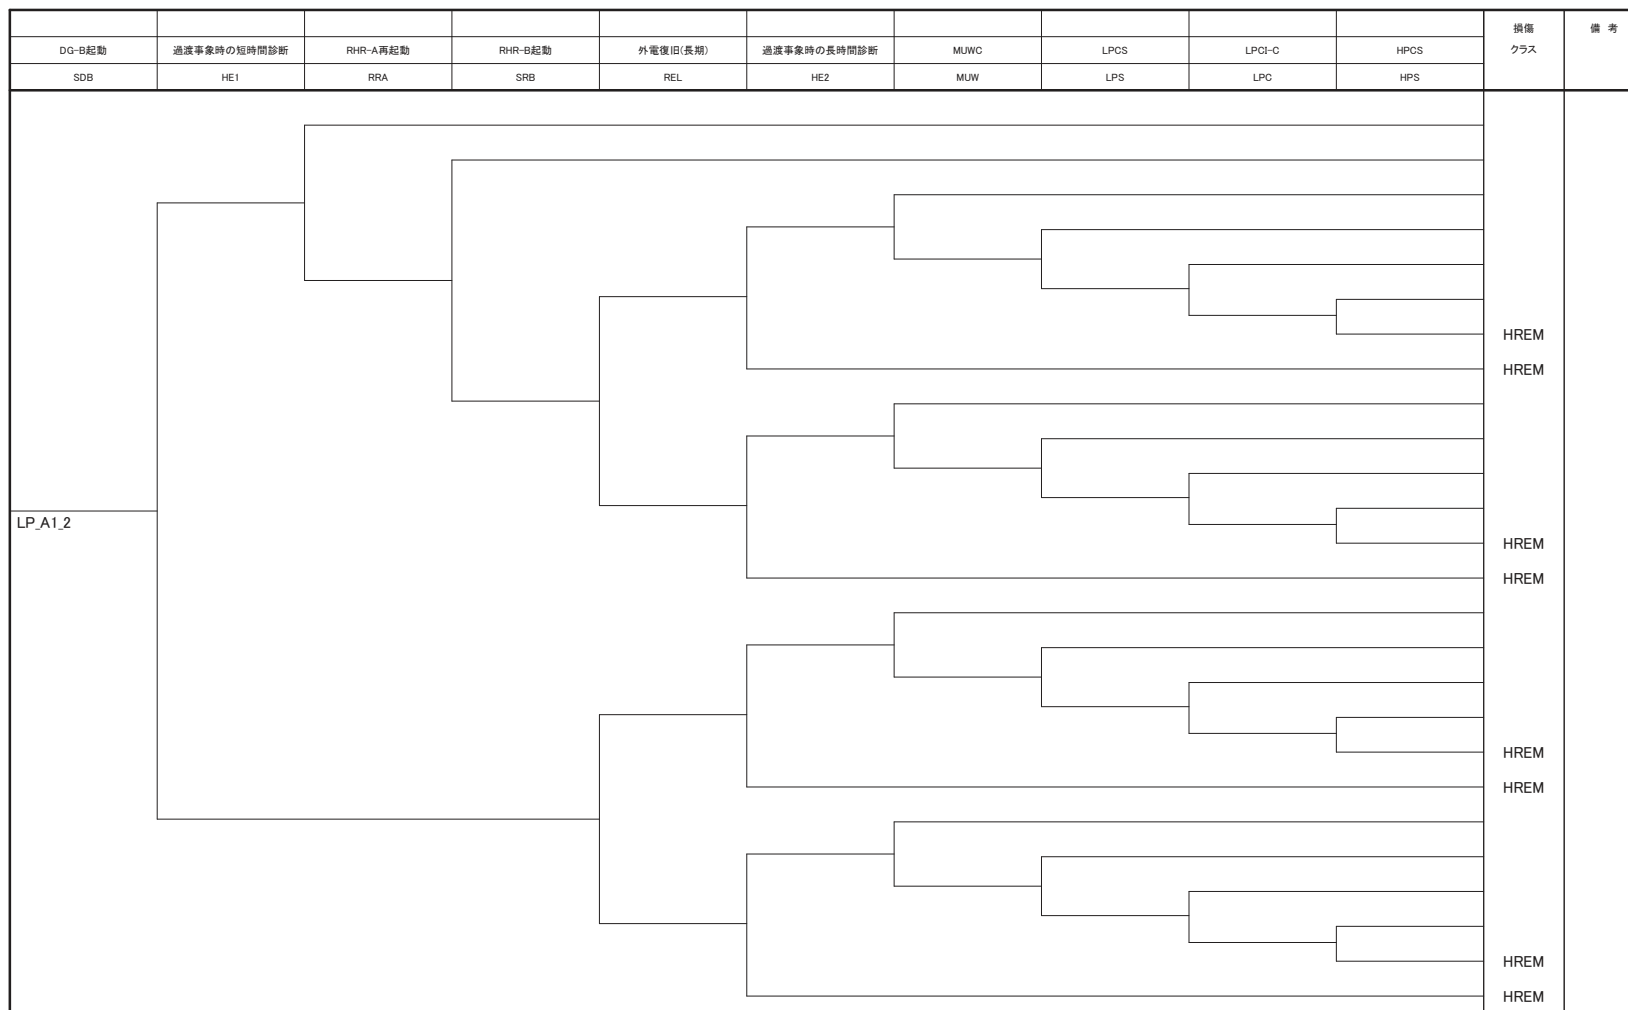 損傷 備 考
DG-B起動 過渡事象時の短時間診断 RHR-A再起動 RHR-B起動 外電復旧(長期) 過渡事象時の長時間診断 MUWC LPCS LPCI-C HPCS クラス
SDB HE1 RRA SRB REL HE2 MUW LPS LPC HPS
HREM
HREM
LP_A1_2
HREM
HREM
HREM
HREM
HREM
HREM